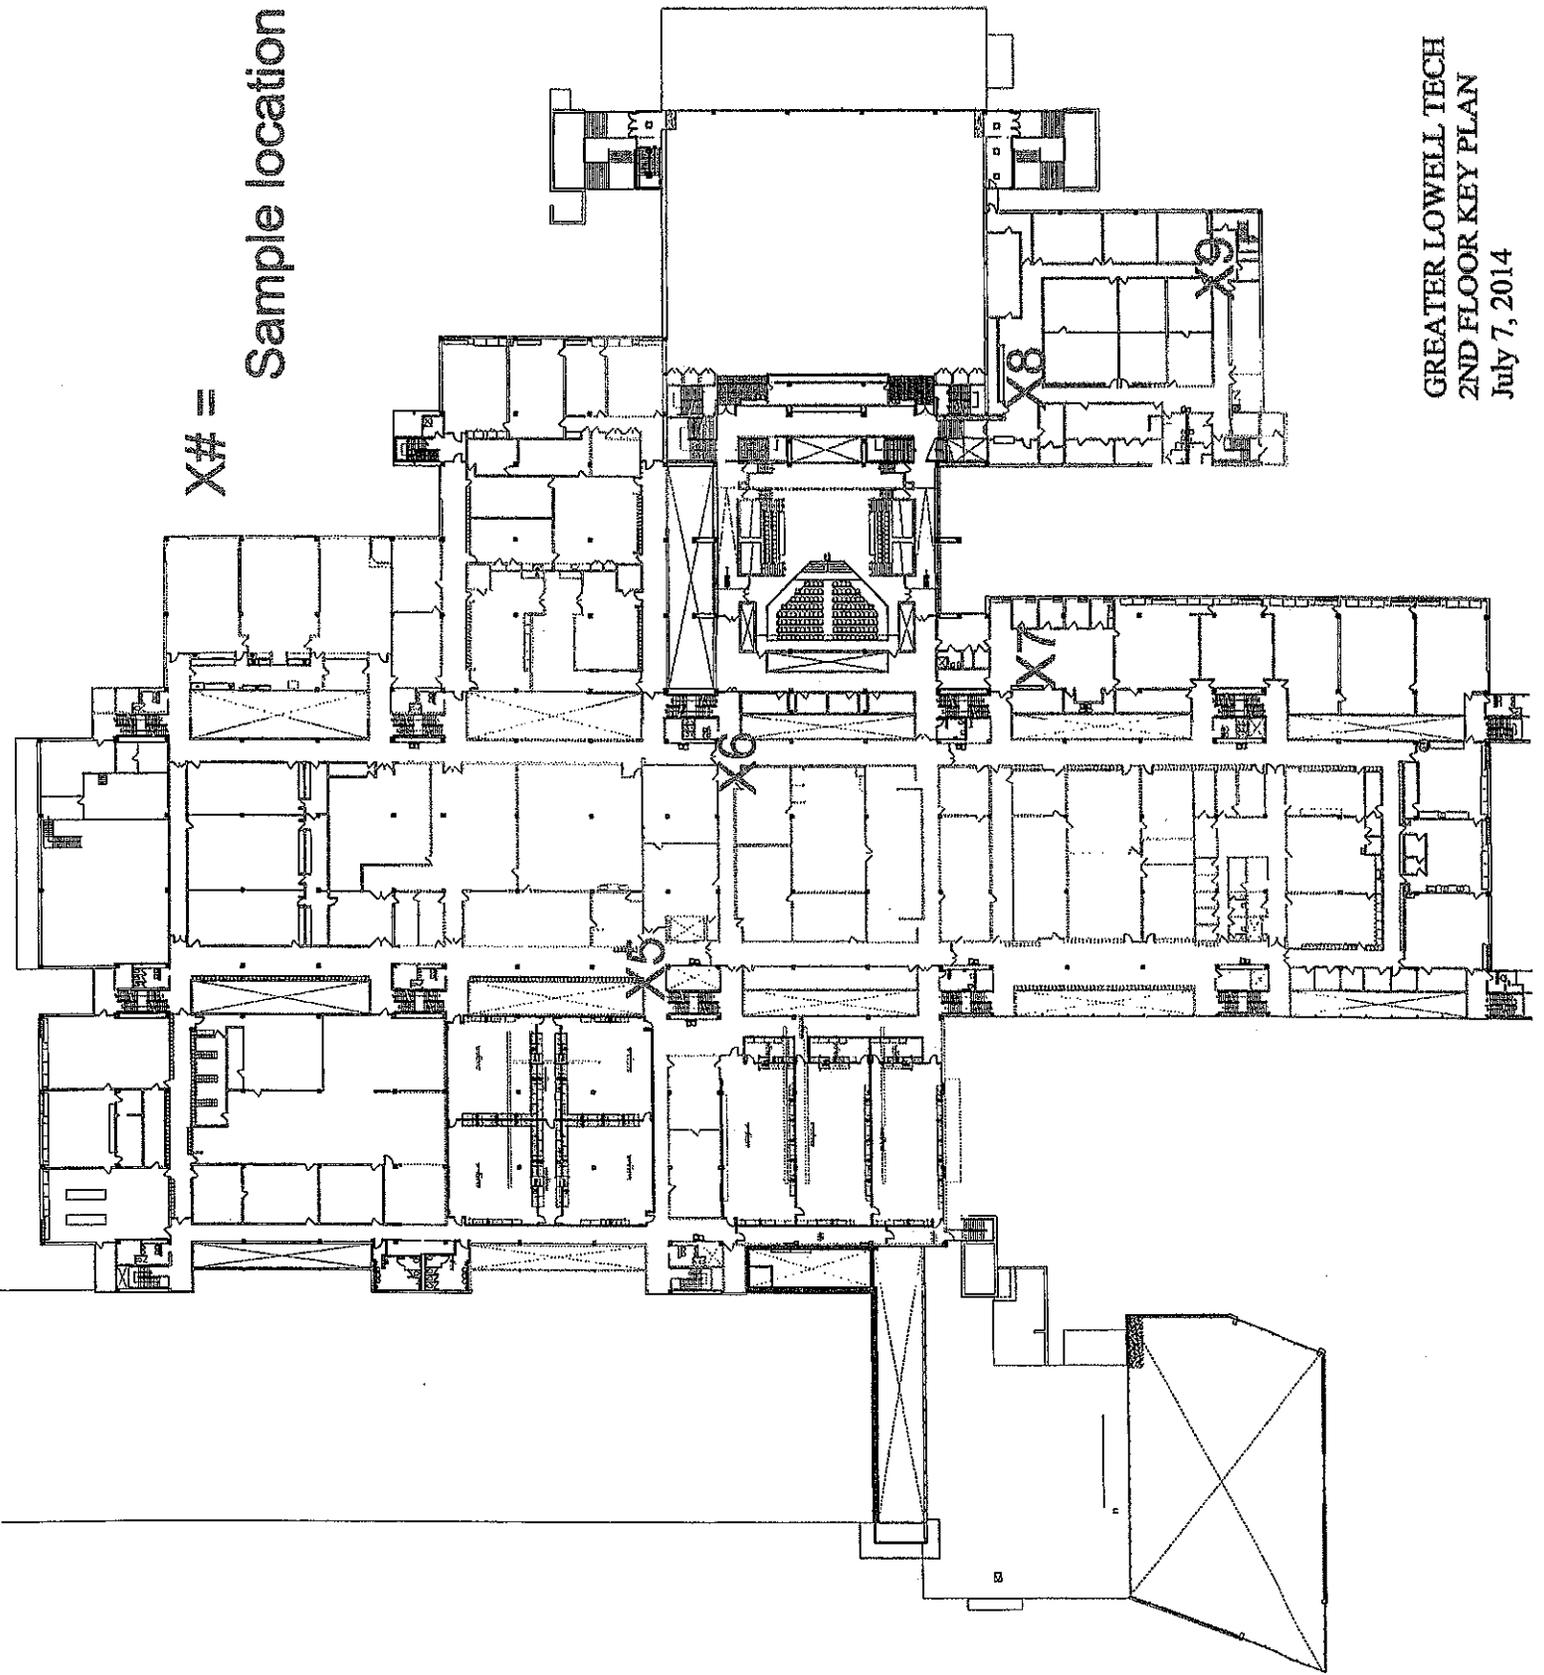 X# =
Sample location
X5
X6
X7
X8
X9
GREATER LOWELL TECH
2ND FLOOR KEY PLAN
July 7, 2014